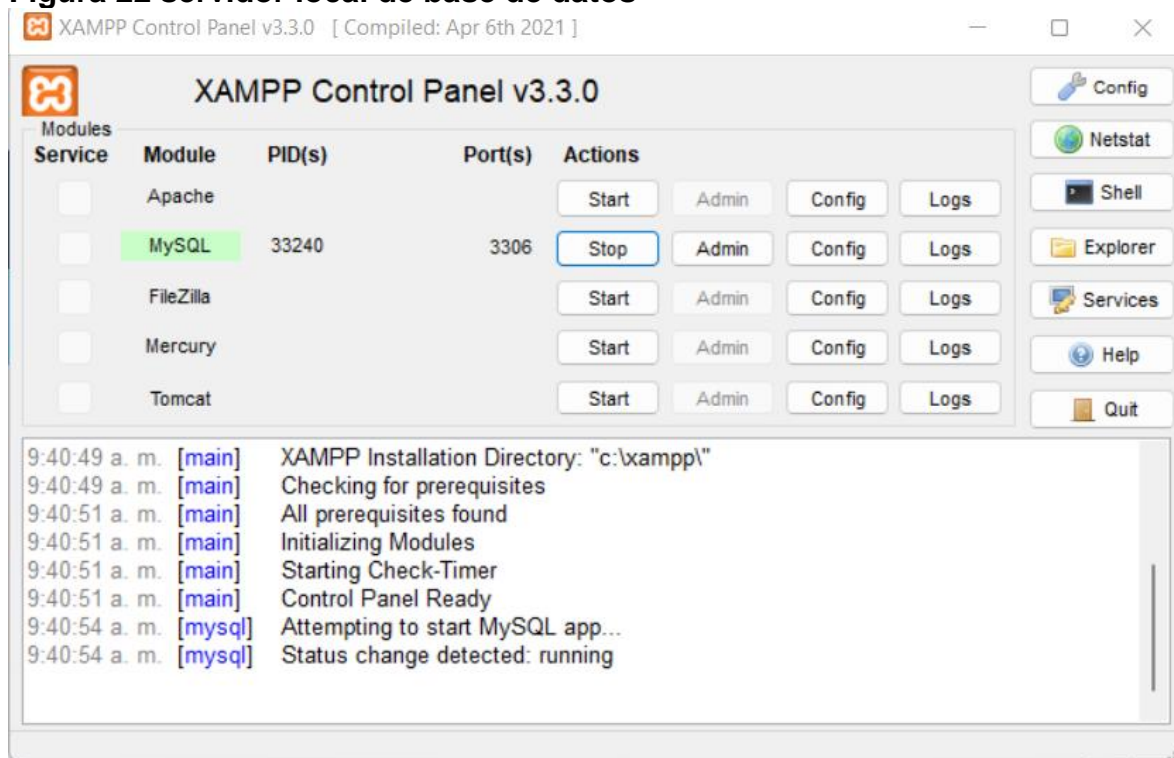 Figura 22 servidor local de base de datos
XAMPP Control Panel v3.3.0 [ Compiled: Apr 6th 2021 ]
XAMPP Control Panel v3.3.0
Config
Modules
Netstat
Service Module PID(s) Port(s) Actions
Apache Start Admin Config Logs
Shell
MySQL 33240 3306 Stop Admin Config Logs
Explorer
FileZilla Start Admin Config Logs
Services
Mercury Start Admin Config Logs
Help
Tomcat Start Admin Config Logs
Quit
9:40:49 a. m. [main] XAMPP Installation Directory: "c:\xampp\"
9:40:49 a. m. [main] Checking for prerequisites
9:40:51 a. m. [main] All prerequisites found
9:40:51 a. m. [main] Initializing Modules
9:40:51 a. m. [main] Starting Check-Timer
9:40:51 a. m. [main] Control Panel Ready
9:40:54 a. m. [mysql] Attempting to start MySQL app...
9:40:54 a. m. [mysql] Status change detected: running